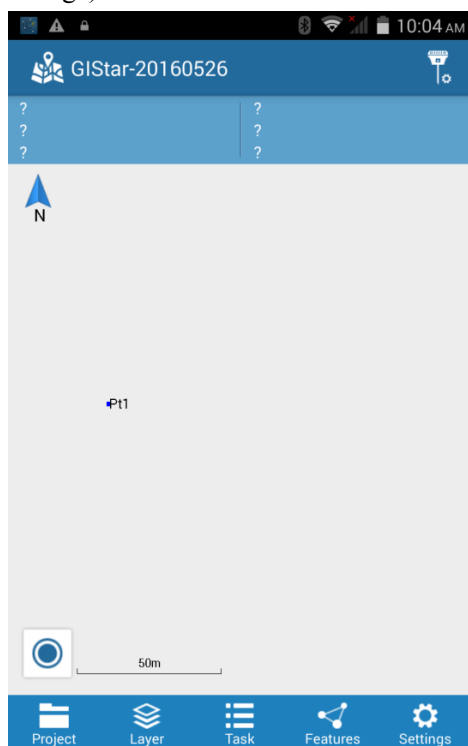 10:04 AM
GIStar-20160526
? ?
? ?
? ?
N
Pt1
50m
Project Layer Task Features Settings